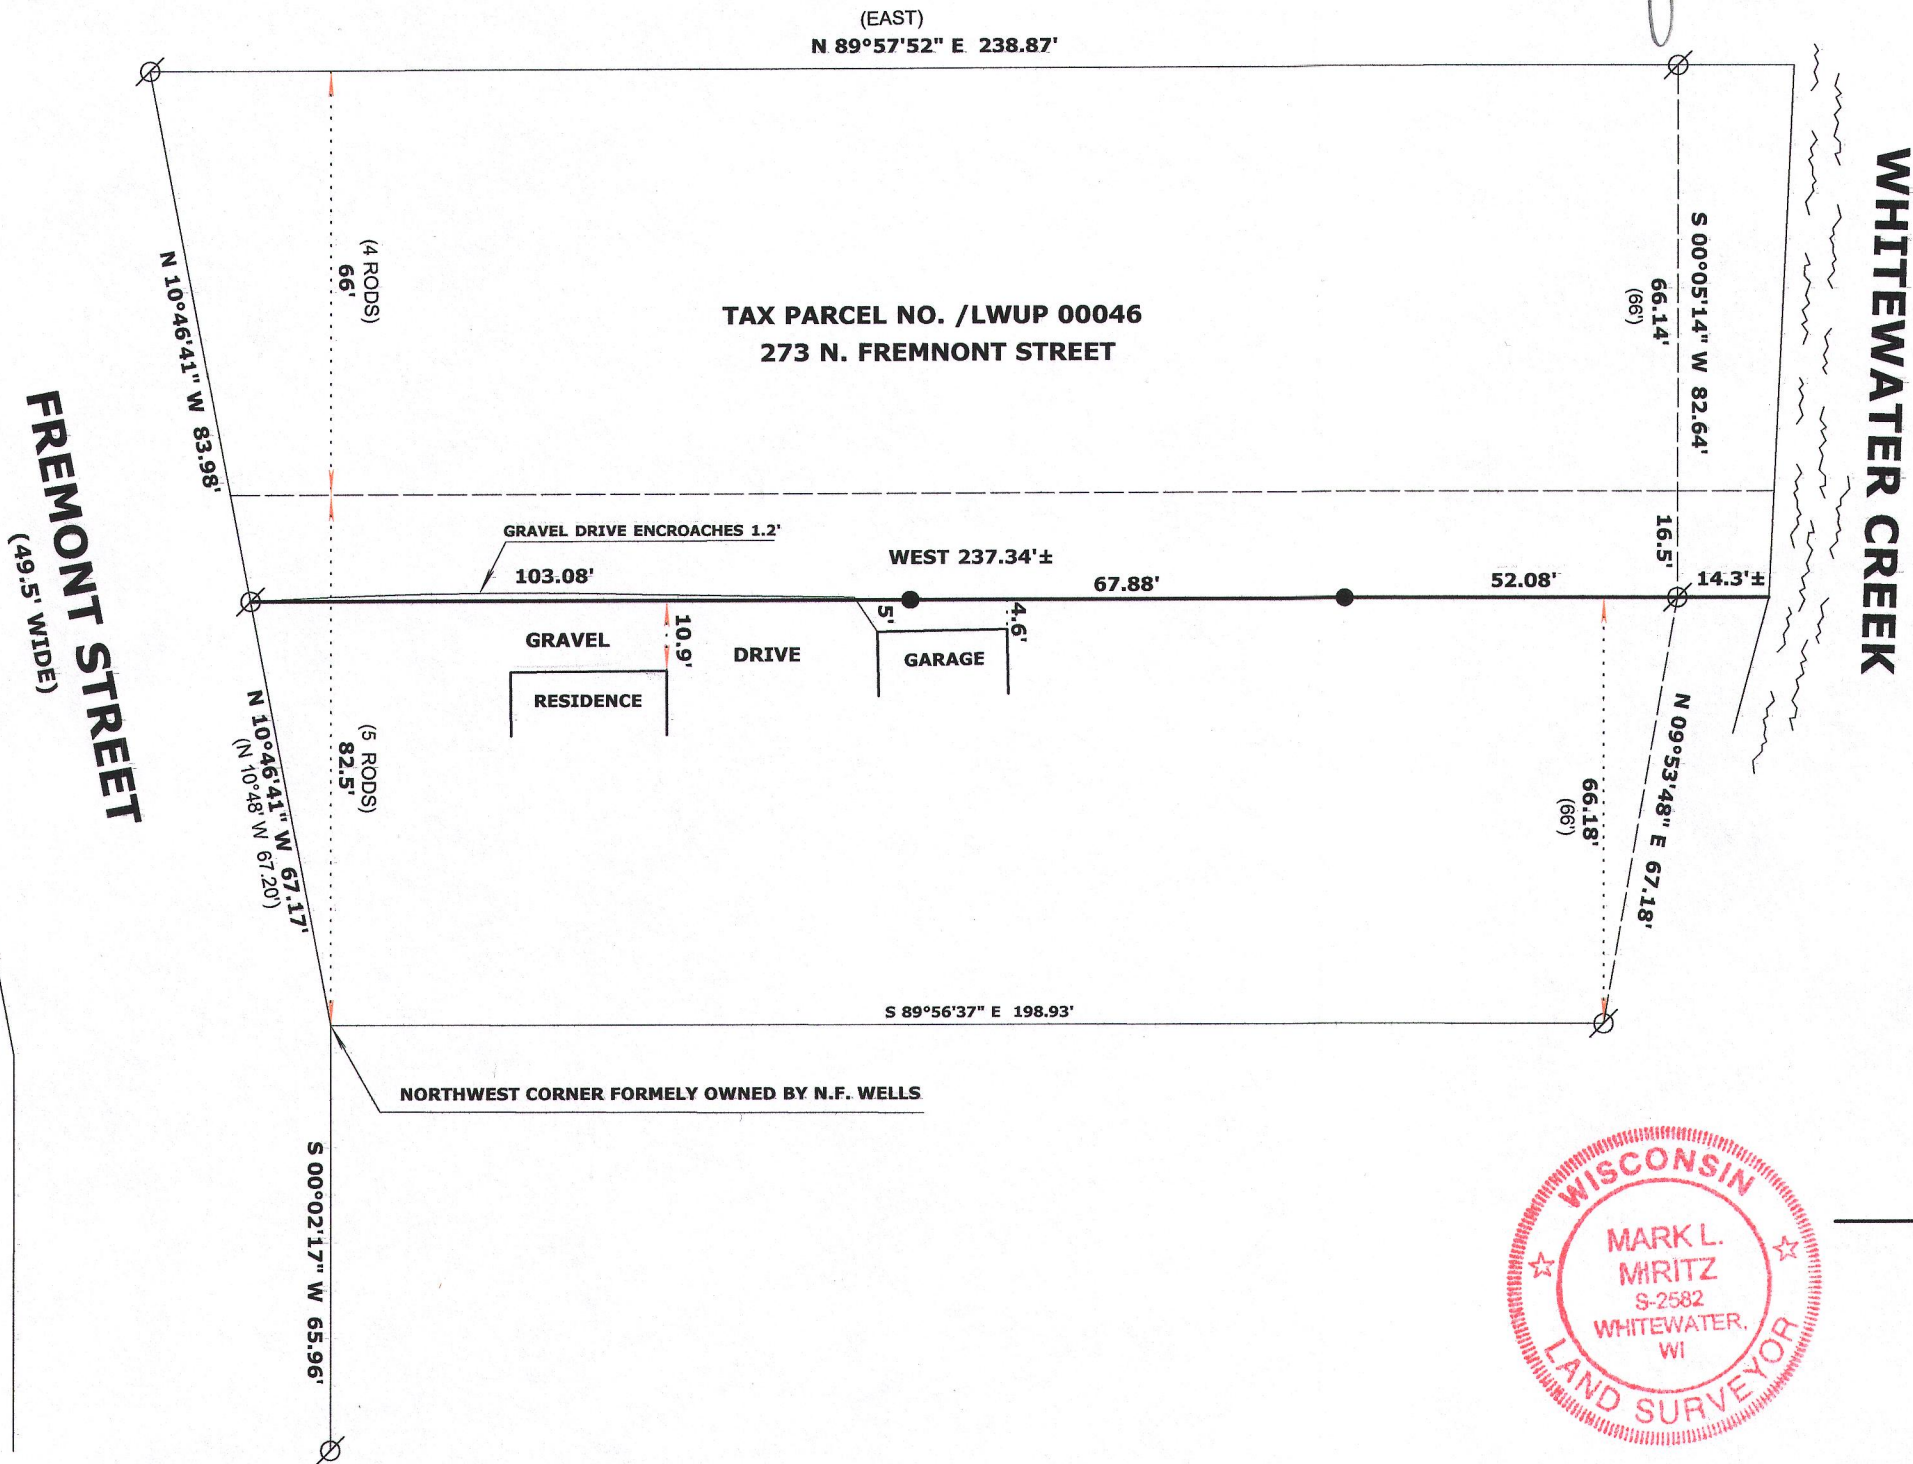 (EAST)
N 89°57'52" E 238.87'
WHITEWATER CREEK
S 00°05'14" W 82.64'
66.14'
(66')
(4 RODS)
66'
N 10°46'41" W 83.98'
TAX PARCEL NO. /LWUP 00046
273 N. FREMNONT STREET
FREMONT STREET
(49.5' WIDE)
GRAVEL DRIVE ENCROACHES 1.2'
WEST 237.34'±
16.5'
103.08'
67.88'
52.08'
14.3'±
5'
4.6'
10.9'
GRAVEL
DRIVE
GARAGE
RESIDENCE
N 10°46'41" W 67.17'
(N 10°48' W 67.20')
(5 RODS)
82.5'
66.18'
(66')
N 09°53'48" E 67.18'
S 89°56'37" E 198.93'
NORTHWEST CORNER FORMELY OWNED BY N.F. WELLS
S 00°02'17" W 65.96'
WISCONSIN
MARK L.
MIRITZ
S-2582
WHITEWATER,
WI
LAND SURVEYOR